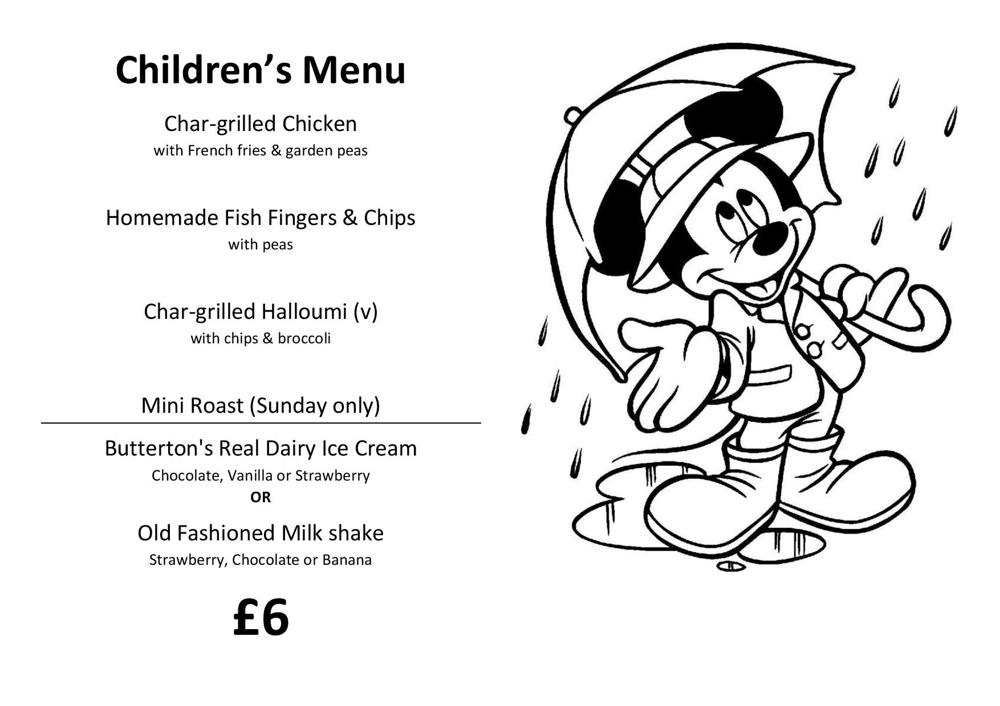 Children’s Menu
Char-grilled Chicken
with French fries & garden peas
Homemade Fish Fingers & Chips
with peas
Char-grilled Halloumi (v)
with chips & broccoli
Mini Roast (Sunday only)
Butterton's Real Dairy Ice Cream
Chocolate, Vanilla or Strawberry
OR
Old Fashioned Milk shake
Strawberry, Chocolate or Banana
£6